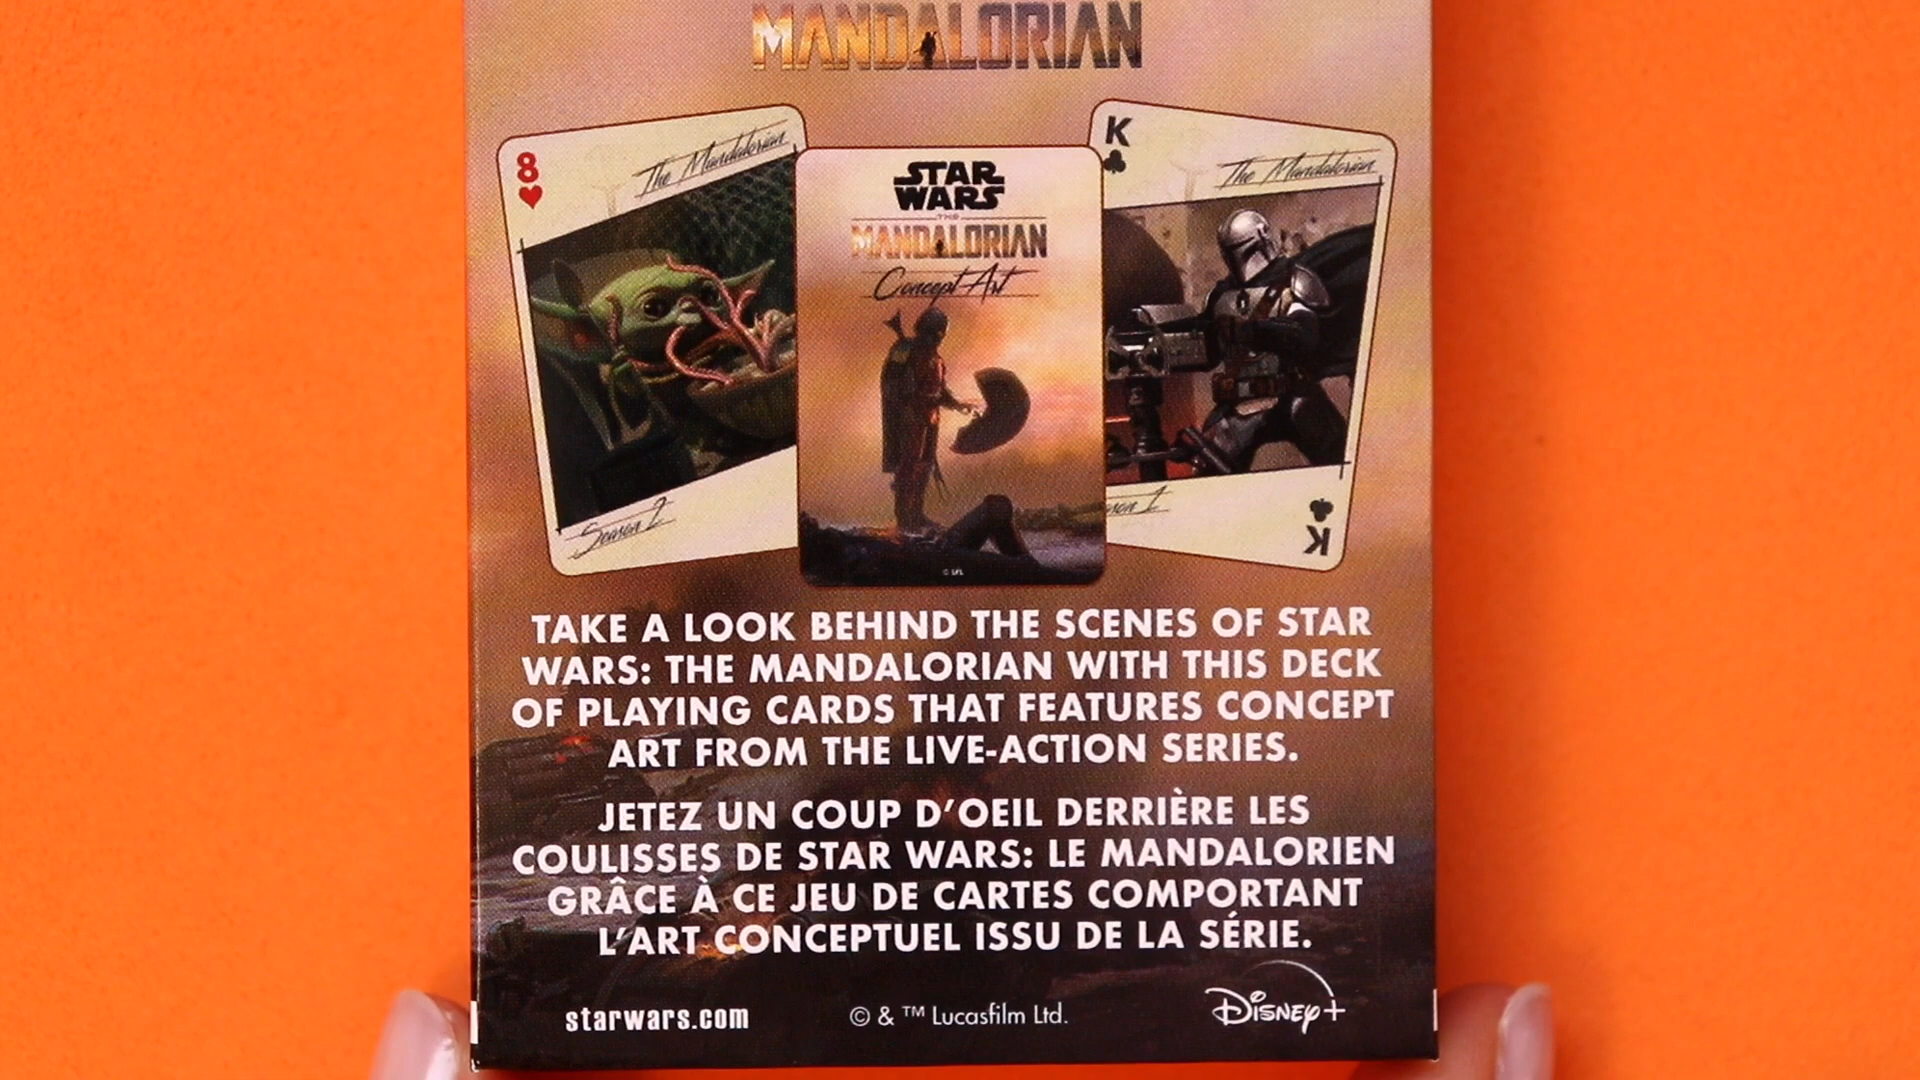 MANDALORIAN
8
The Mandalorian
Season 2
STAR
WARS
THE
MANDALORIAN
Concept Art
© LFL
K
The Mandalorian
K
TAKE A LOOK BEHIND THE SCENES OF STAR
WARS: THE MANDALORIAN WITH THIS DECK
OF PLAYING CARDS THAT FEATURES CONCEPT
ART FROM THE LIVE-ACTION SERIES.
JETEZ UN COUP D'OEIL DERRIÈRE LES
COULISSES DE STAR WARS: LE MANDALORIEN
GRÂCE À CE JEU DE CARTES COMPORTANT
L'ART CONCEPTUEL ISSU DE LA SÉRIE.
starwars.com
© & ™ Lucasfilm Ltd.
Disney+